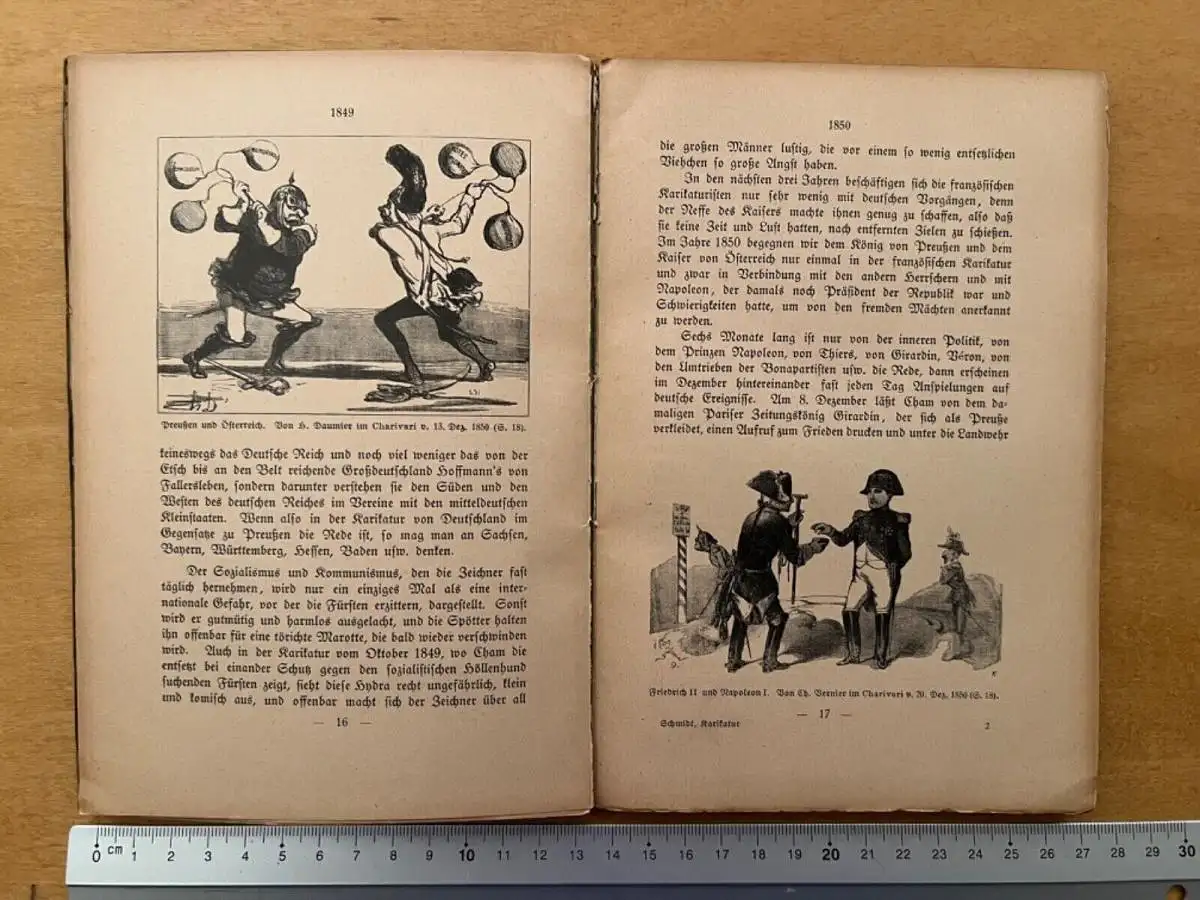 1849
Preußen und Österreich. Von H. Daumier im Charivari v. 13. Dez. 1850 (S. 18).
keineswegs das Deutsche Reich und noch viel weniger das von der
Etsch bis an den Belt reichende Großdeutschland Hoffmann's von
Fallersleben, sondern darunter verstehen sie den Süden und den
Westen des deutschen Reiches im Vereine mit den mitteldeutschen
Kleinstaaten. Wenn also in der Karikatur von Deutschland im
Gegensatze zu Preußen die Rede ist, so mag man an Sachsen,
Bayern, Württemberg, Hessen, Baden usw. denken.
Der Sozialismus und Kommunismus, den die Zeichner fast
täglich hernehmen, wird nur ein einziges Mal als eine inter-
nationale Gefahr, vor der die Fürsten erzittern, dargestellt. Sonst
wird er gutmütig und harmlos ausgelacht, und die Spötter halten
ihn offenbar für eine törichte Marotte, die bald wieder verschwinden
wird. Auch in der Karikatur vom Oktober 1849, wo Cham die
entsetzt bei einander Schutz gegen den sozialistischen Höllenhund
suchenden Fürsten zeigt, sieht diese Hydra recht ungefährlich, klein
und komisch aus, und offenbar macht sich der Zeichner über all
— 16 —
1850
die großen Männer lustig, die vor einem so wenig entsetzlichen
Viehchen so große Angst haben.
In den nächsten drei Jahren beschäftigen sich die französischen
Karikaturisten nur sehr wenig mit deutschen Vorgängen, denn
der Neffe des Kaisers machte ihnen genug zu schaffen, also daß
sie keine Zeit und Lust hatten, nach entfernten Zielen zu schießen.
Im Jahre 1850 begegnen wir dem König von Preußen und dem
Kaiser von Österreich nur einmal in der französischen Karikatur
und zwar in Verbindung mit den andern Herrschern und mit
Napoleon, der damals noch Präsident der Republik war und
Schwierigkeiten hatte, um von den fremden Mächten anerkannt
zu werden.
Sechs Monate lang ist nur von der inneren Politik, von
dem Prinzen Napoleon, von Thiers, von Girardin, Véron, von
den Umtrieben der Bonapartisten usw. die Rede, dann erscheinen
im Dezember hintereinander fast jeden Tag Anspielungen auf
deutsche Ereignisse. Am 8. Dezember läßt Cham von dem da-
maligen Pariser Zeitungskönig Girardin, der sich als Preuße
verkleidet, einen Aufruf zum Frieden drucken und unter die Landwehr
Friedrich II und Napoleon I. Von Ch. Vernier im Charivari v. 20. Dez. 1850 (S. 18).
— 17 —
Schmidt, Karikatur 2
0 cm 1 2 3 4 5 6 7 8 9 10 11 12 13 14 15 16 17 18 19 20 21 22 23 24 25 26 27 28 29 30